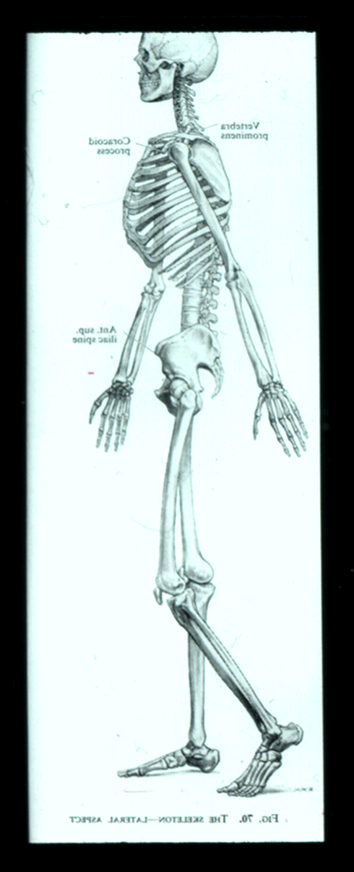 Vertebra
prominens
Coracoid
process
Ant. sup.
iliac spine
FIG. 70. THE SKELETON—LATERAL ASPECT